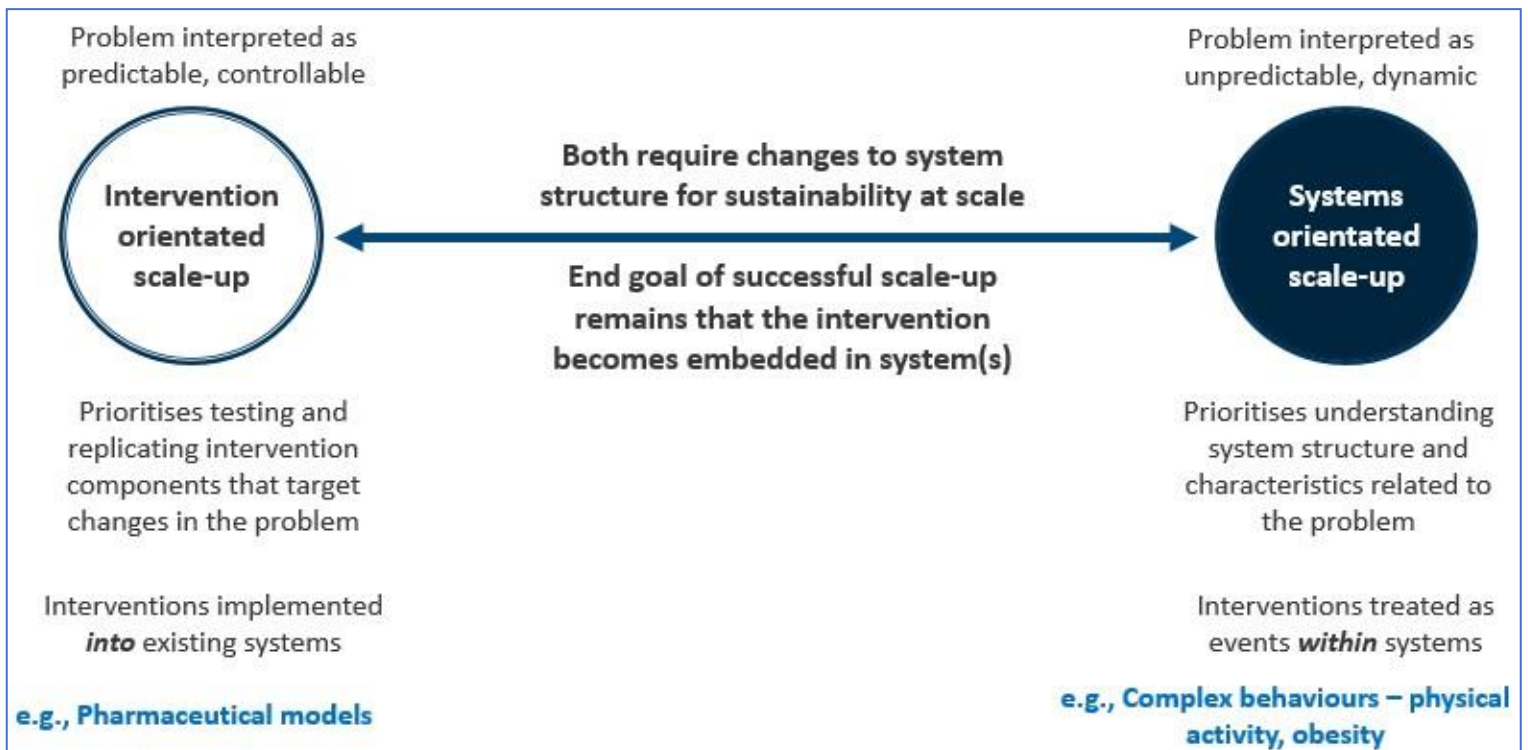 Problem interpreted as
predictable, controllable
Intervention
orientated
scale-up
Prioritises testing and
replicating intervention
components that target
changes in the problem
Interventions implemented
into existing systems
e.g., Pharmaceutical models
Both require changes to system
structure for sustainability at scale
End goal of successful scale-up
remains that the intervention
becomes embedded in system(s)
Problem interpreted as
unpredictable, dynamic
Systems
orientated
scale-up
Prioritises understanding
system structure and
characteristics related to
the problem
Interventions treated as
events within systems
e.g., Complex behaviours – physical
activity, obesity